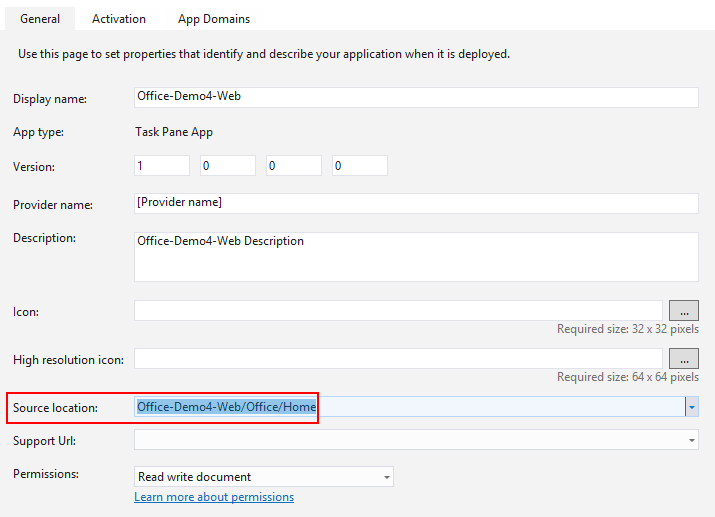 General Activation App Domains
Use this page to set properties that identify and describe your application when it is deployed.
Display name: Office-Demo4-Web
App type: Task Pane App
Version: 1 0 0 0
Provider name: [Provider name]
Description: Office-Demo4-Web Description
Icon: ...
Required size: 32 x 32 pixels
High resolution icon: ...
Required size: 64 x 64 pixels
Source location: Office-Demo4-Web/Office/Home
Support Url:
Permissions: Read write document
Learn more about permissions